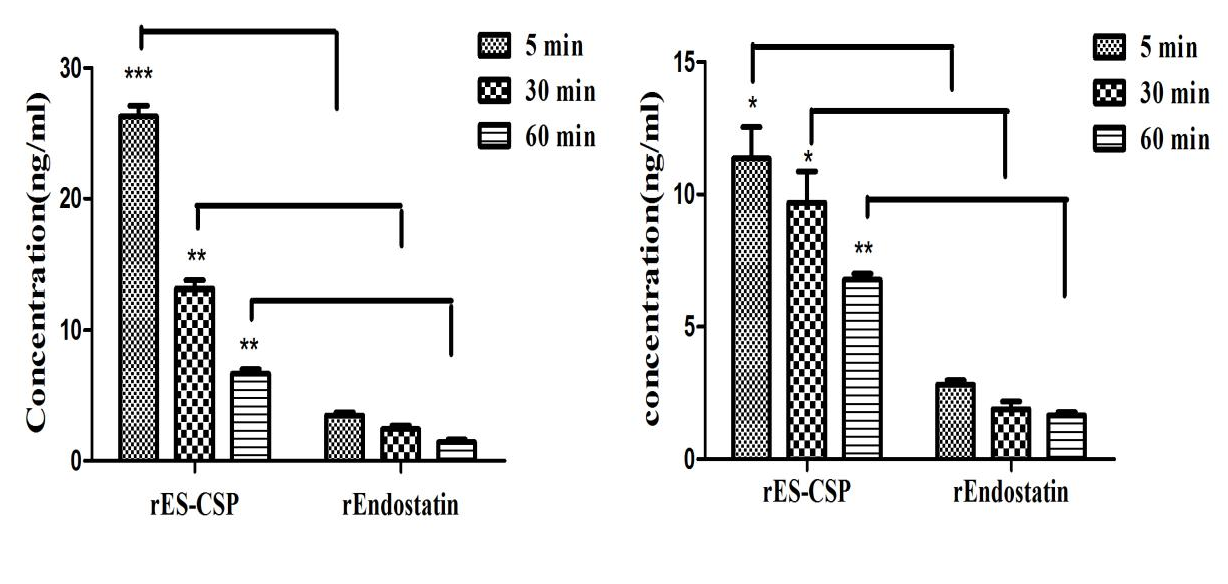 5 min
30 min
60 min
Concentration(ng/ml)
30
20
10
0
***
**
**
rES-CSP
rEndostatin
5 min
30 min
60 min
concentration(ng/ml)
15
10
5
0
*
*
**
rES-CSP
rEndostatin